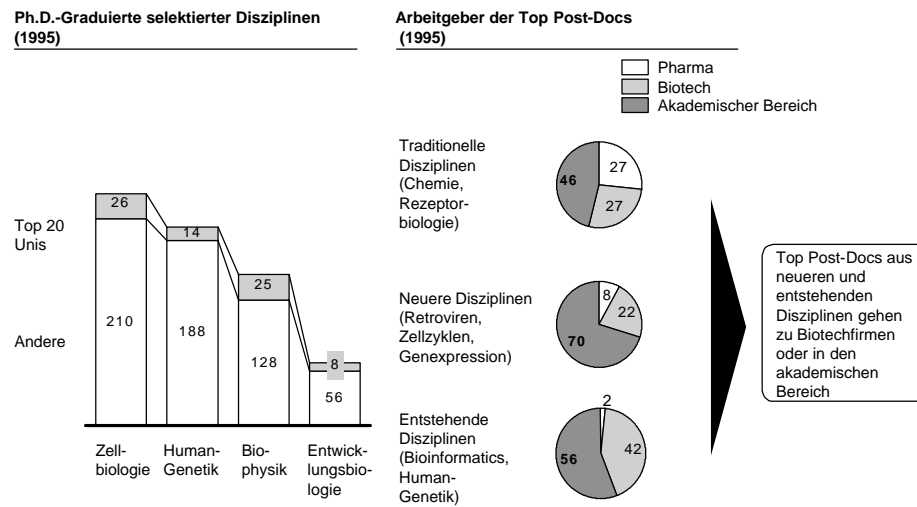 Ph.D.-Graduierte selektierter Disziplinen
(1995)
Top 20
Unis
Andere
26
14
25
8
210
188
128
56
Zell-
biologie
Human-
Genetik
Bio-
physik
Entwick-
lungsbio-
logie
Arbeitgeber der Top Post-Docs
(1995)
Pharma
Biotech
Akademischer Bereich
Traditionelle
Disziplinen
(Chemie,
Rezeptor-
biologie)
46
27
27
Neuere Disziplinen
(Retroviren,
Zellzyklen,
Genexpression)
8
22
70
Entstehende
Disziplinen
(Bioinformatics,
Human-
Genetik)
2
42
56
Top Post-Docs aus
neueren und
entstehenden
Disziplinen gehen
zu Biotechfirmen
oder in den
akademischen
Bereich